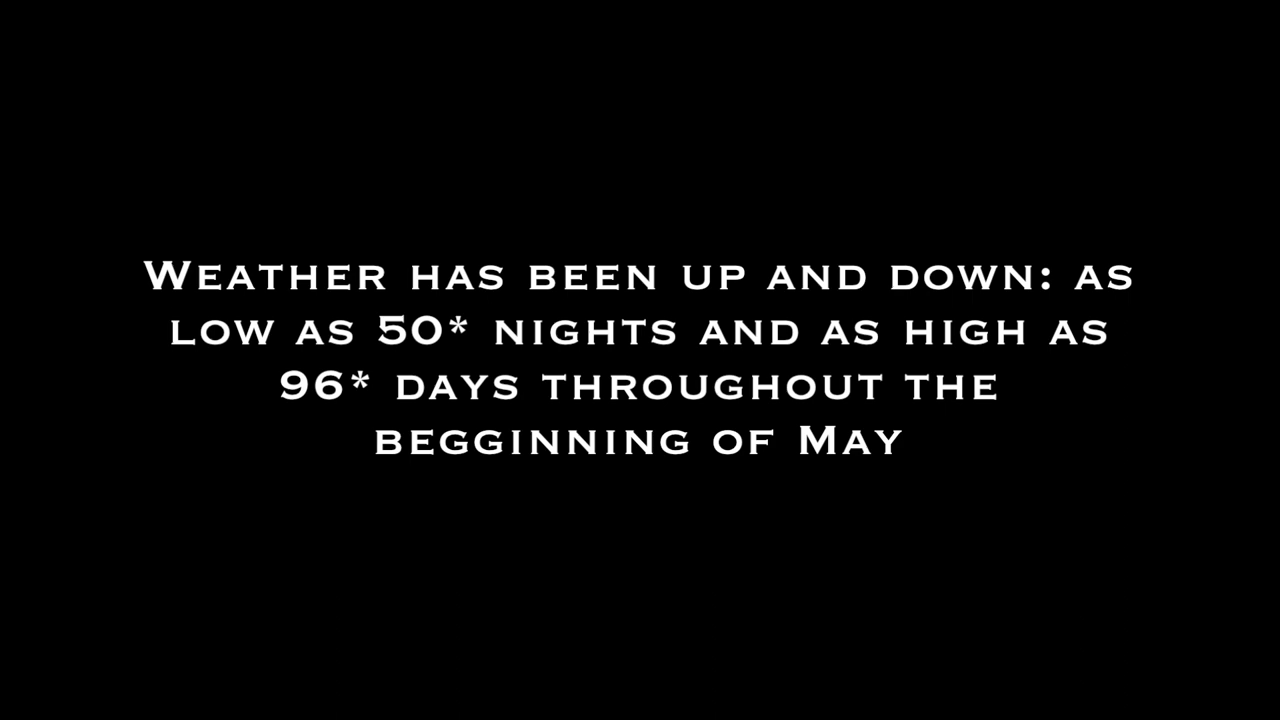 Weather has been up and down: as
low as 50* nights and as high as
96* days throughout the
begginning of May